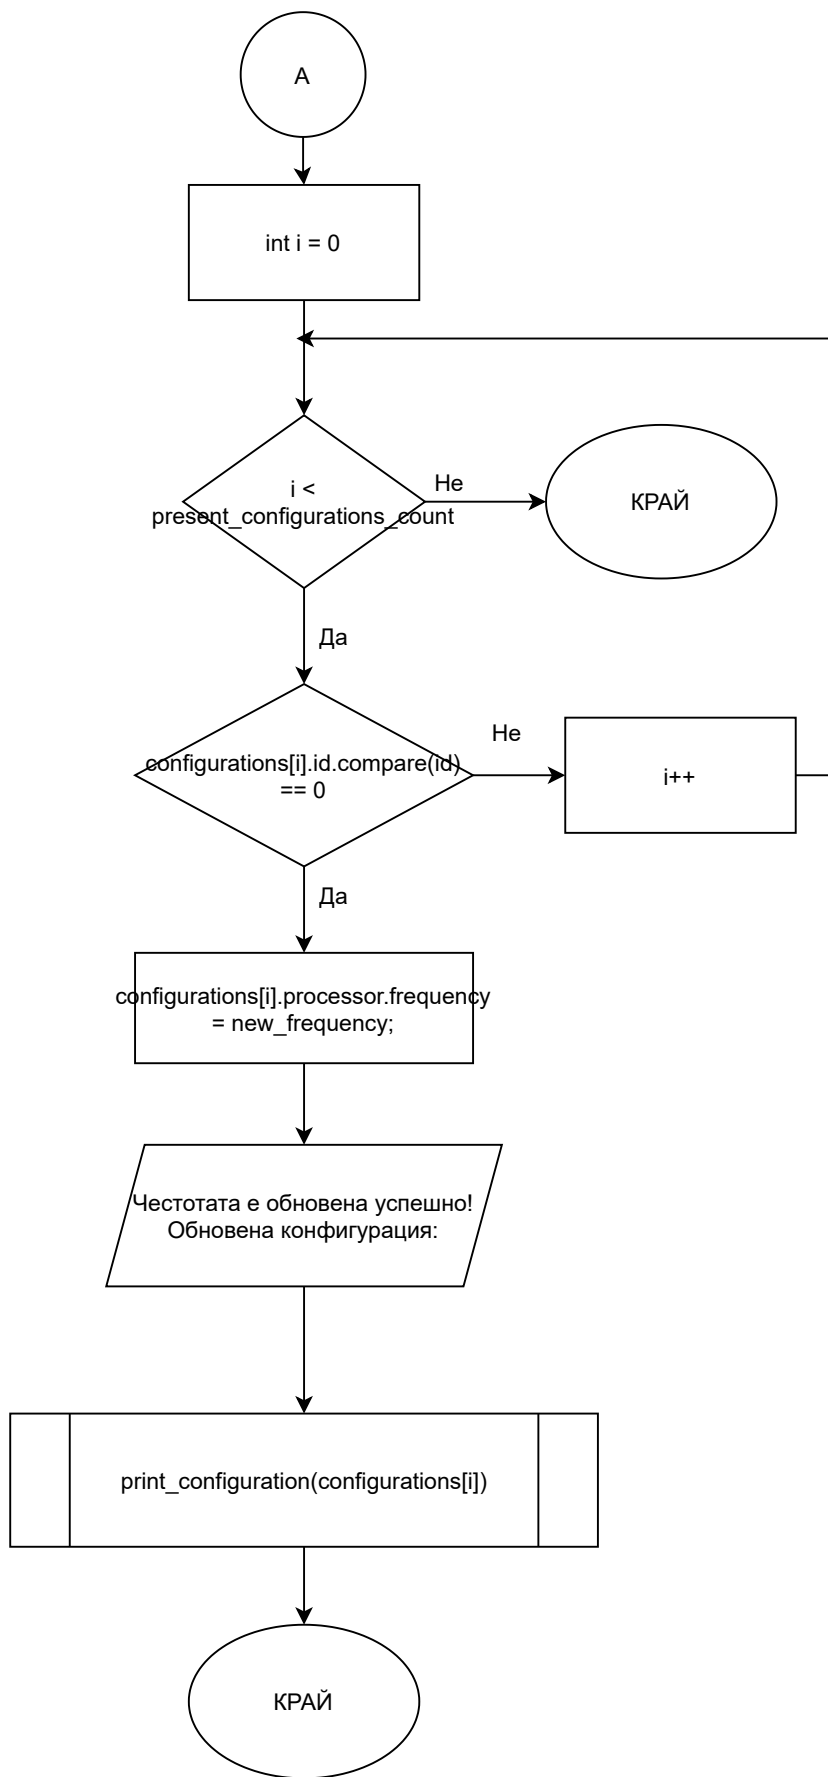 A
int i = 0
i <
present_configurations_count
Не
КРАЙ
Да
configurations[i].id.compare(id)
== 0
Не
i++
Да
configurations[i].processor.frequency
= new_frequency;
Честотата е обновена успешно!
Обновена конфигурация:
print_configuration(configurations[i])
КРАЙ